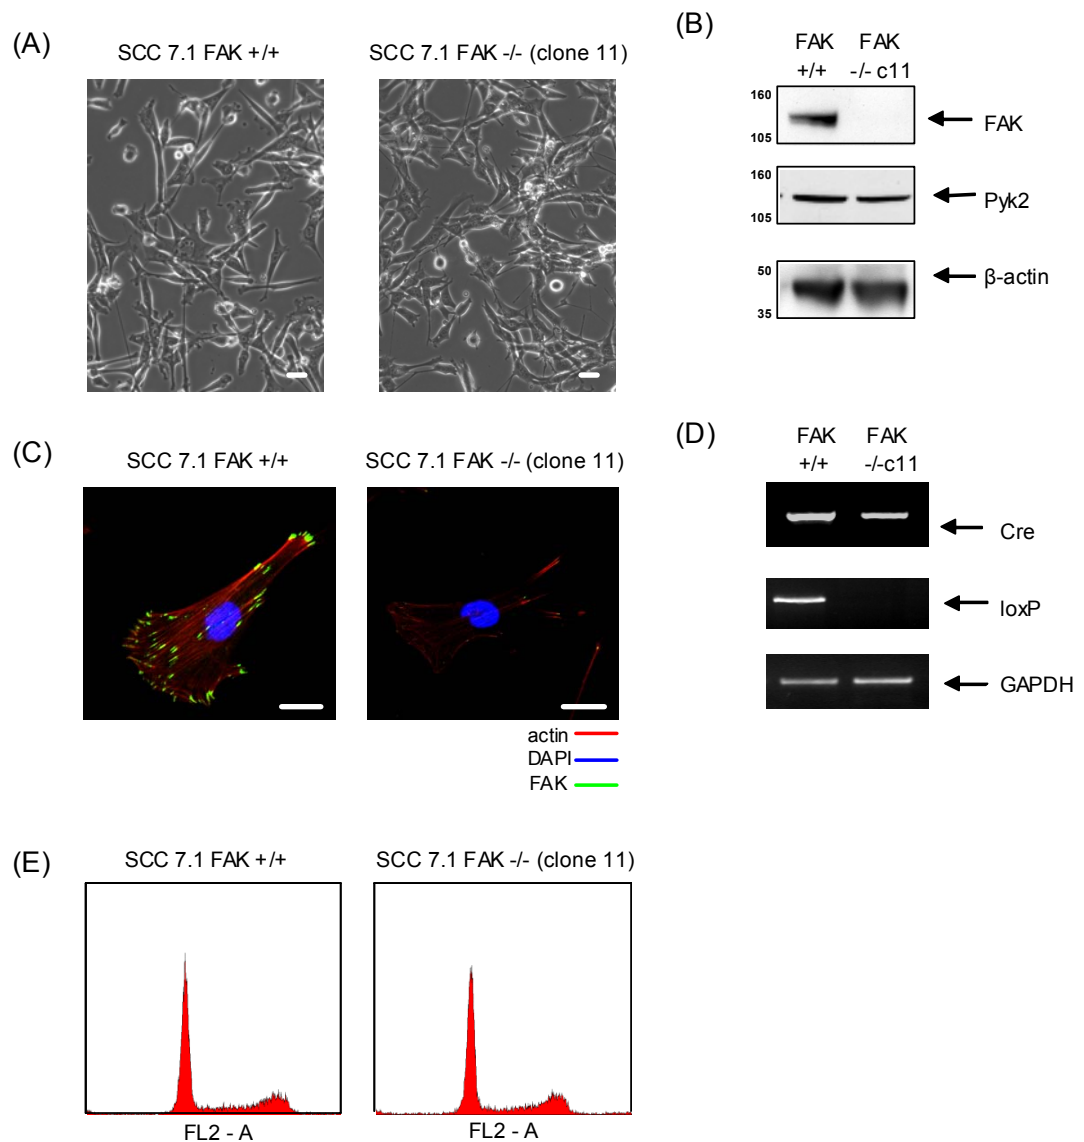 (A)
SCC 7.1 FAK +/+
SCC 7.1 FAK -/- (clone 11)
(B)
FAK
+/+
FAK
-/- c11
160
105
FAK
160
105
Pyk2
50
35
β-actin
(C)
SCC 7.1 FAK +/+
SCC 7.1 FAK -/- (clone 11)
actin
DAPI
FAK
(D)
FAK
+/+
FAK
-/-c11
Cre
loxP
GAPDH
(E)
SCC 7.1 FAK +/+
SCC 7.1 FAK -/- (clone 11)
FL2 - A
FL2 - A